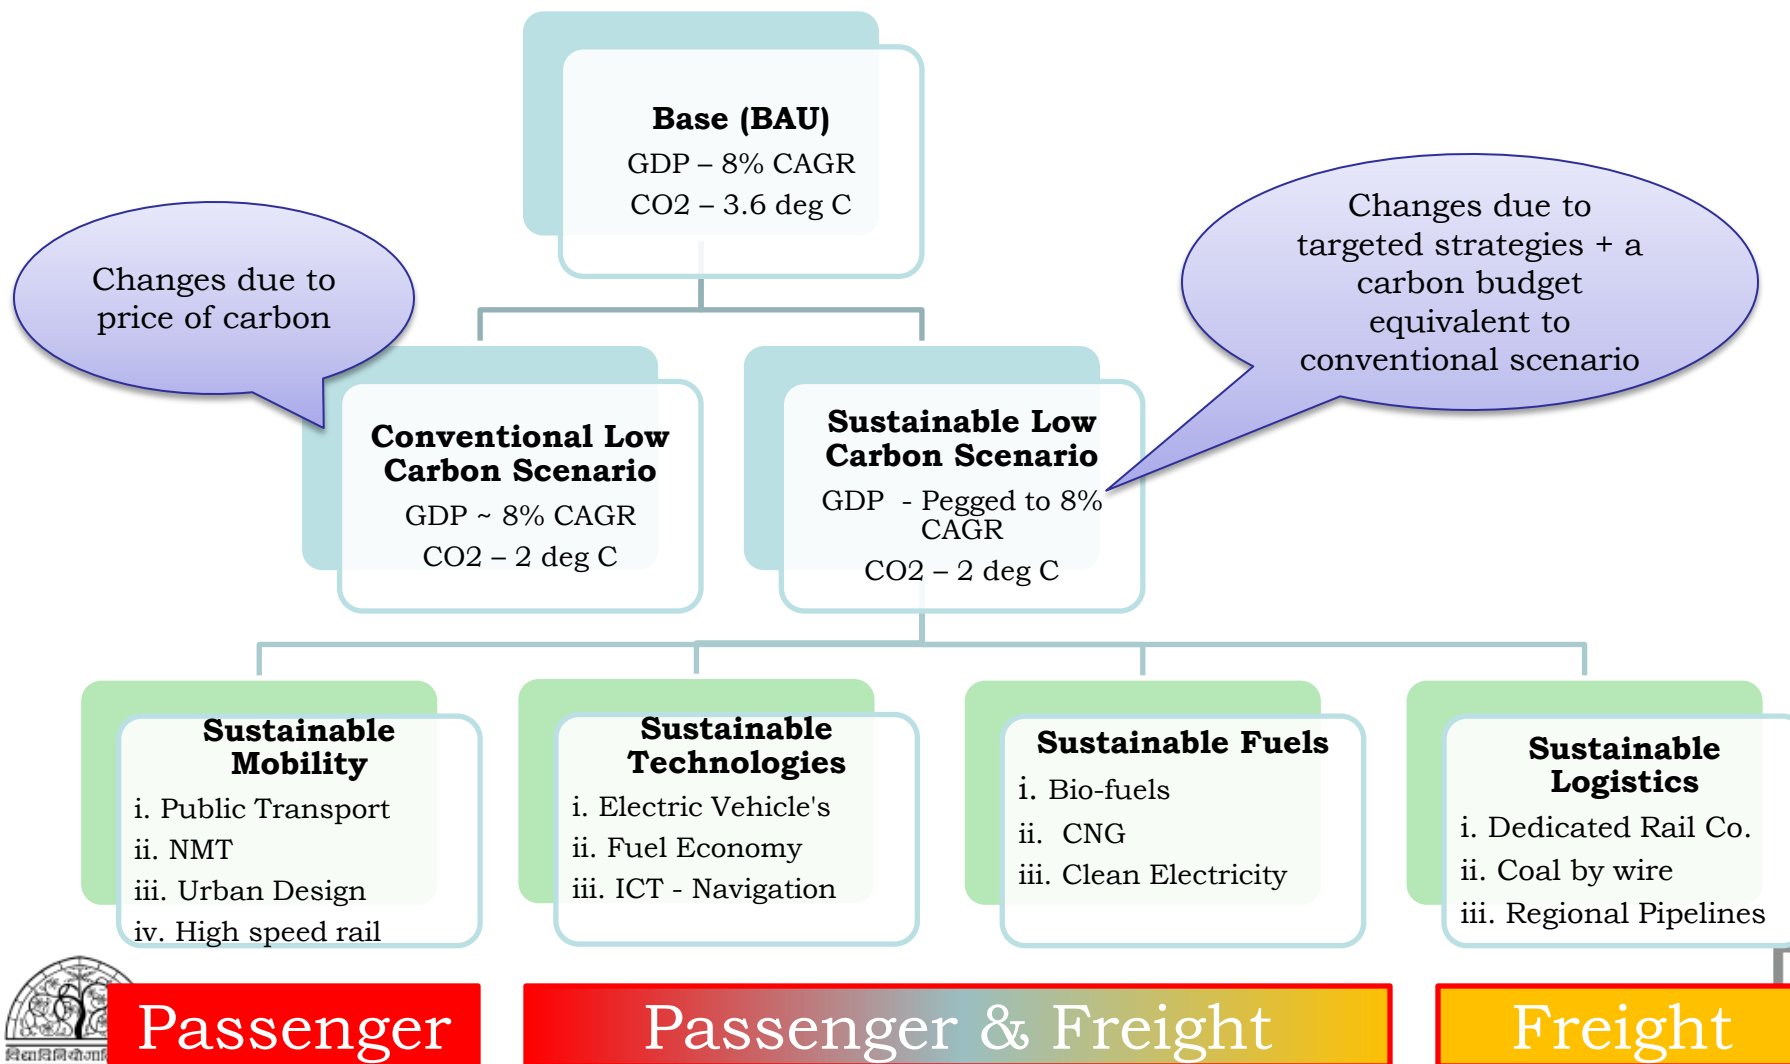 Base (BAU)
GDP – 8% CAGR
CO2 – 3.6 deg C
Changes due to
price of carbon
Changes due to
targeted strategies + a
carbon budget
equivalent to
conventional scenario
Conventional Low
Carbon Scenario
GDP ~ 8% CAGR
CO2 – 2 deg C
Sustainable Low
Carbon Scenario
GDP - Pegged to 8%
CAGR
CO2 – 2 deg C
Sustainable
Mobility
i. Public Transport
ii. NMT
iii. Urban Design
iv. High speed rail
Sustainable
Technologies
i. Electric Vehicle's
ii. Fuel Economy
iii. ICT - Navigation
Sustainable Fuels
i. Bio-fuels
ii. CNG
iii. Clean Electricity
Sustainable
Logistics
i. Dedicated Rail Co.
ii. Coal by wire
iii. Regional Pipelines
Passenger
Passenger & Freight
Freight